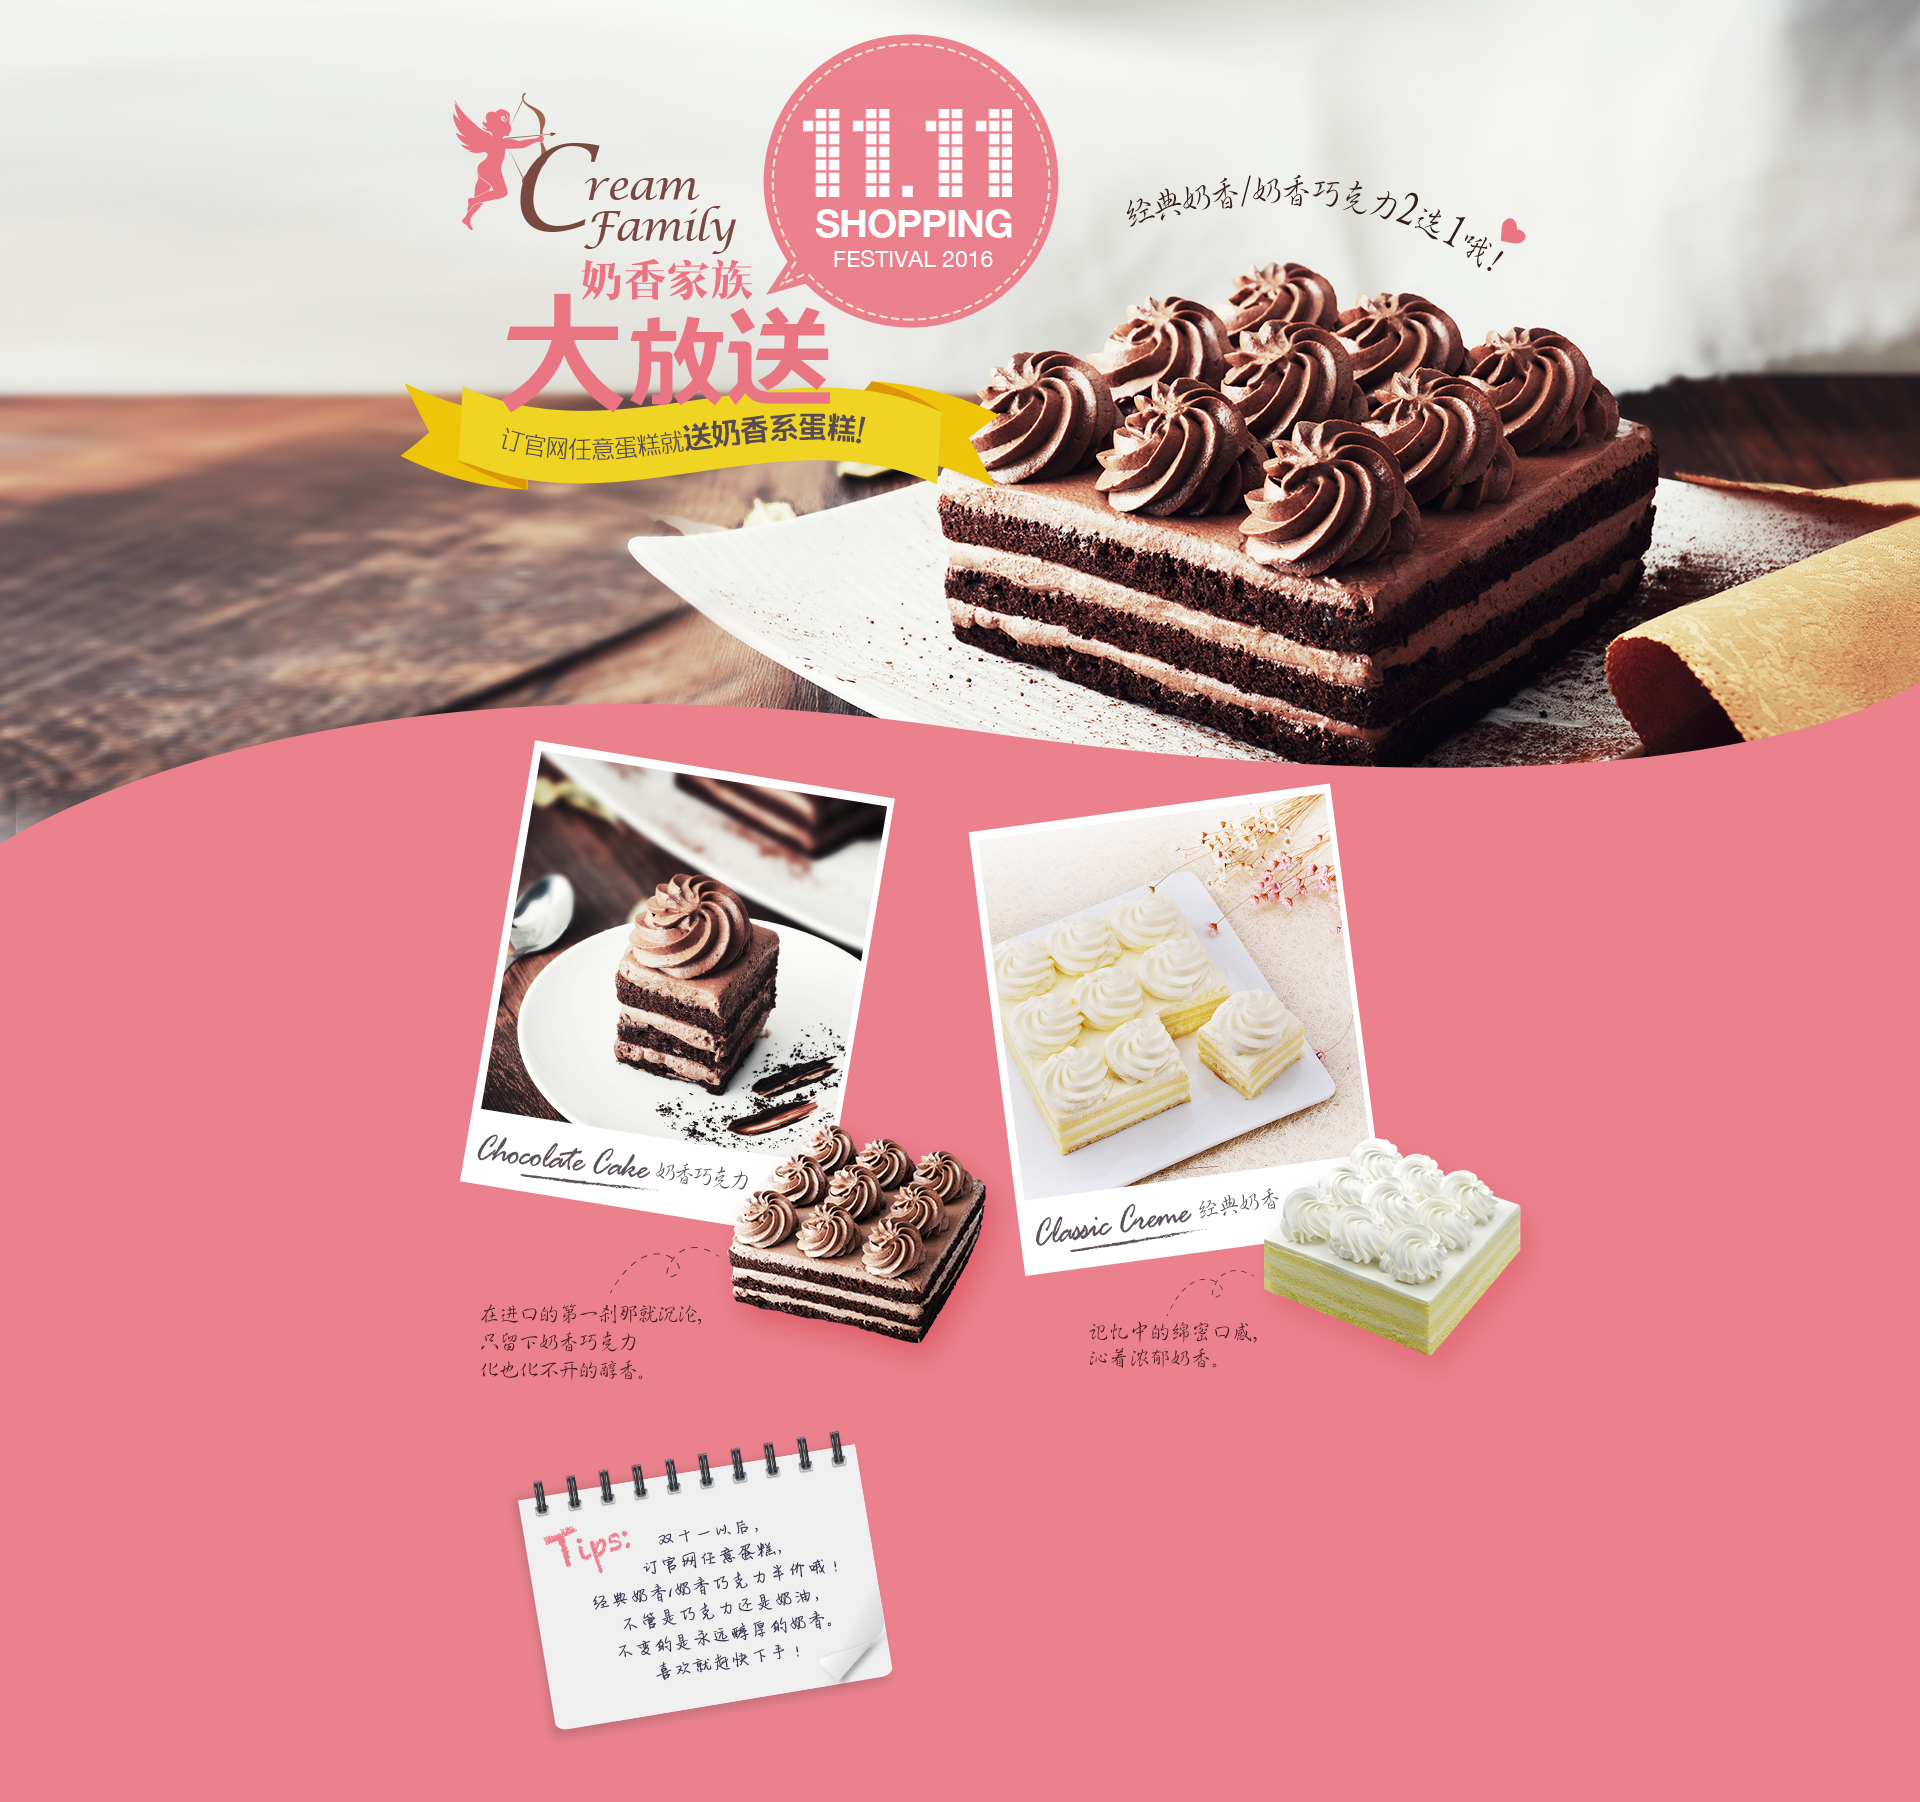 Cream
Family
奶香家族
大放送
订官网任意蛋糕就送奶香系蛋糕!
11.11
SHOPPING
FESTIVAL 2016
经典奶香/奶香巧克力2选1哦!
Chocolate Cake 奶香巧克力
在进口的第一刹那就沉沦,
只留下奶香巧克力
化也化不开的醇香。
Classic Creme 经典奶香
记忆中的绵密口感,
沁着浓郁奶香。
Tips:
双十一以后,
订官网任意蛋糕,
经典奶香/奶香巧克力半价哦!
不管是巧克力还是奶油,
不变的是永远醇厚的奶香。
喜欢就赶快下手!